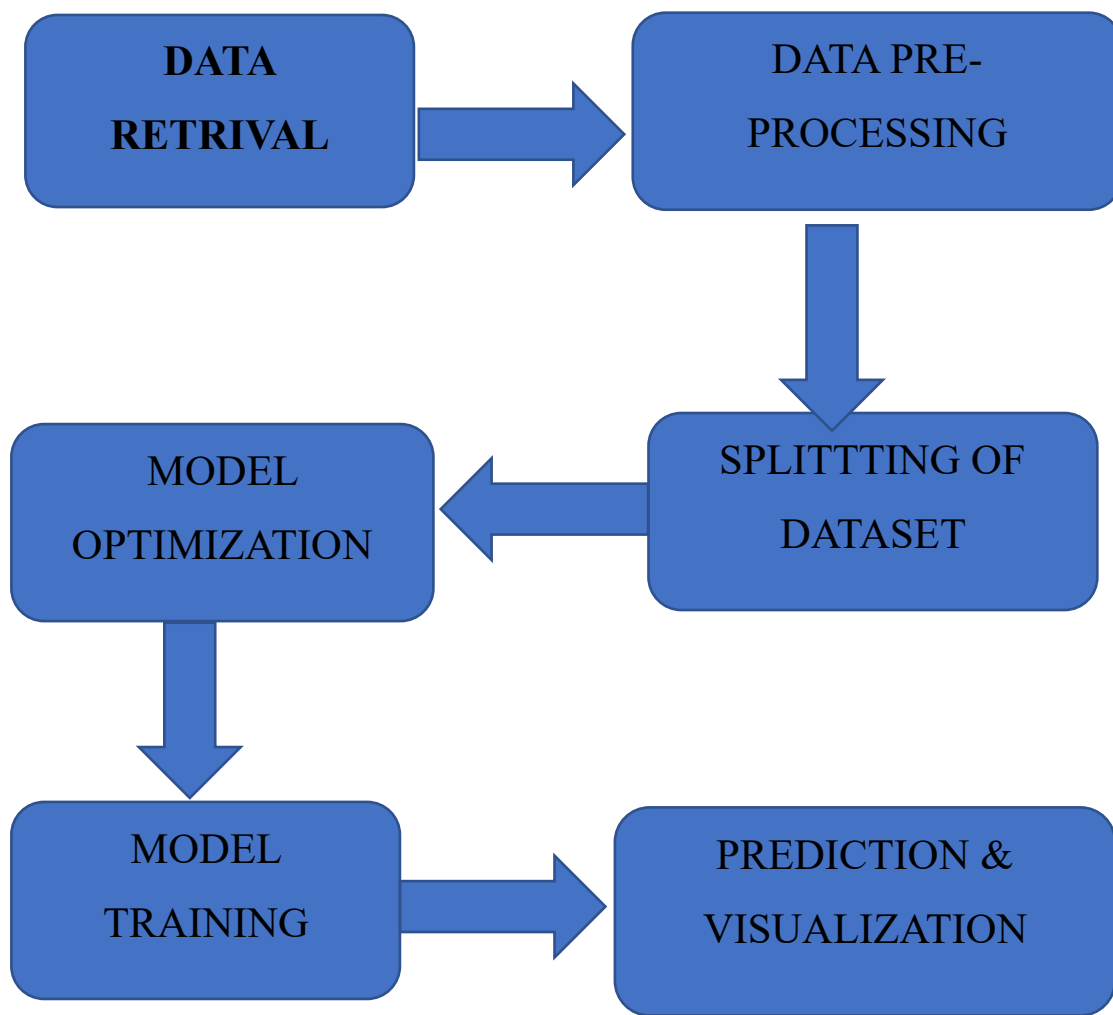 DATA
RETRIVAL
DATA PRE-
PROCESSING
SPLITTTING OF
DATASET
MODEL
OPTIMIZATION
MODEL
TRAINING
PREDICTION &
VISUALIZATION